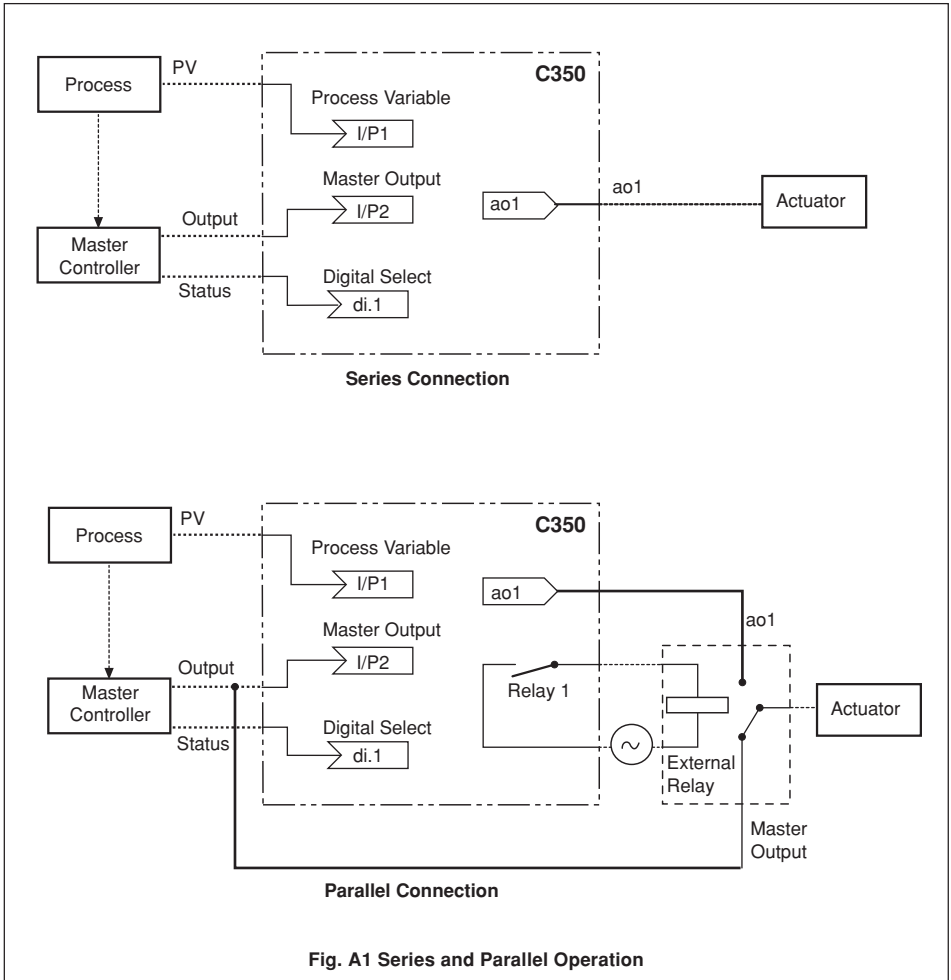 C350
PV
Process
Process Variable
I/P1
Master Output
I/P2
ao1
ao1
Actuator
Output
Master
Controller
Status
Digital Select
di.1
Series Connection
C350
PV
Process
Process Variable
I/P1
ao1
ao1
Master Output
I/P2
Output
Relay 1
Master
Controller
Actuator
Status
Digital Select
di.1
External
Relay
Master
Output
Parallel Connection
Fig. A1 Series and Parallel Operation